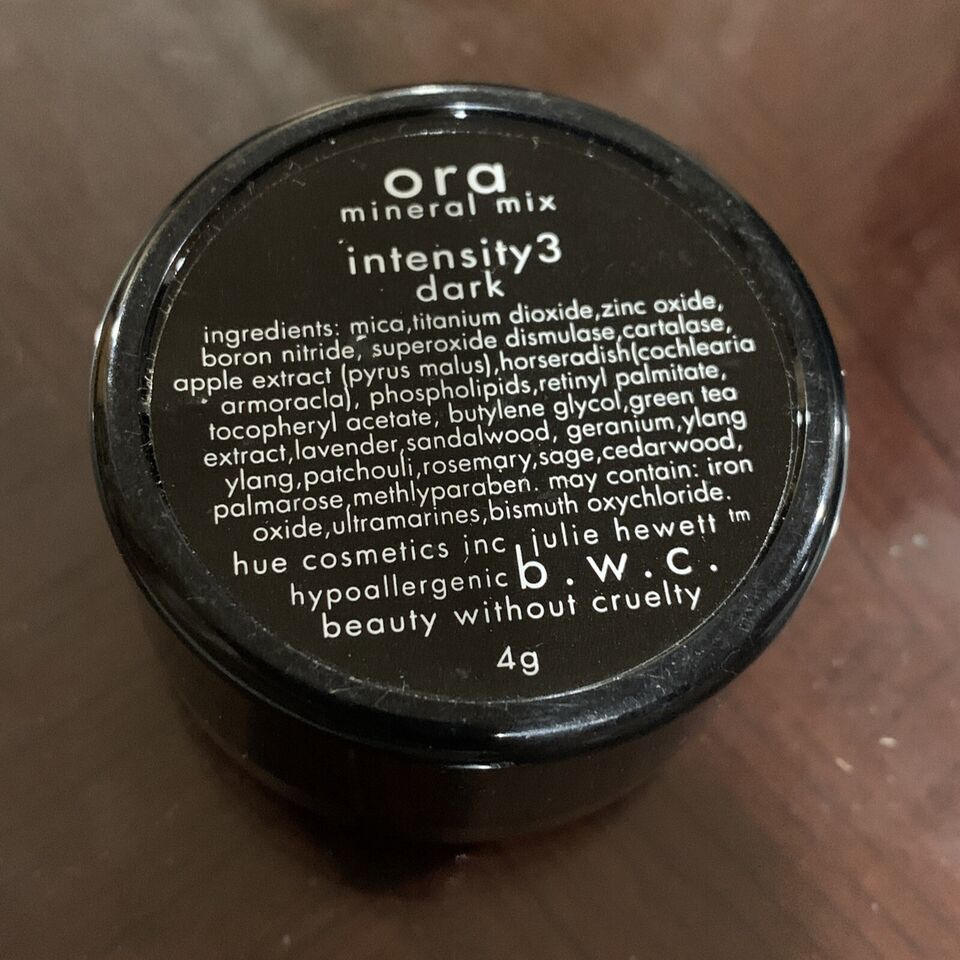 ora
mineral mix
intensity3
dark
ingredients: mica,titanium dioxide,zinc oxide,
boron nitride, superoxide dismulase,cartalase,
apple extract (pyrus malus),horseradish(cochlearia
armoracla), phospholipids,retinyl palmitate,
tocopheryl acetate, butylene glycol,green tea
extract,lavender,sandalwood, geranium,ylang
ylang,patchouli,rosemary,sage,cedarwood,
palmarose,methlyparaben. may contain: iron
oxide,ultramarines,bismuth oxychloride.
hue cosmetics inc julie hewett ™
hypoallergenic b.w.c.
beauty without cruelty
4g